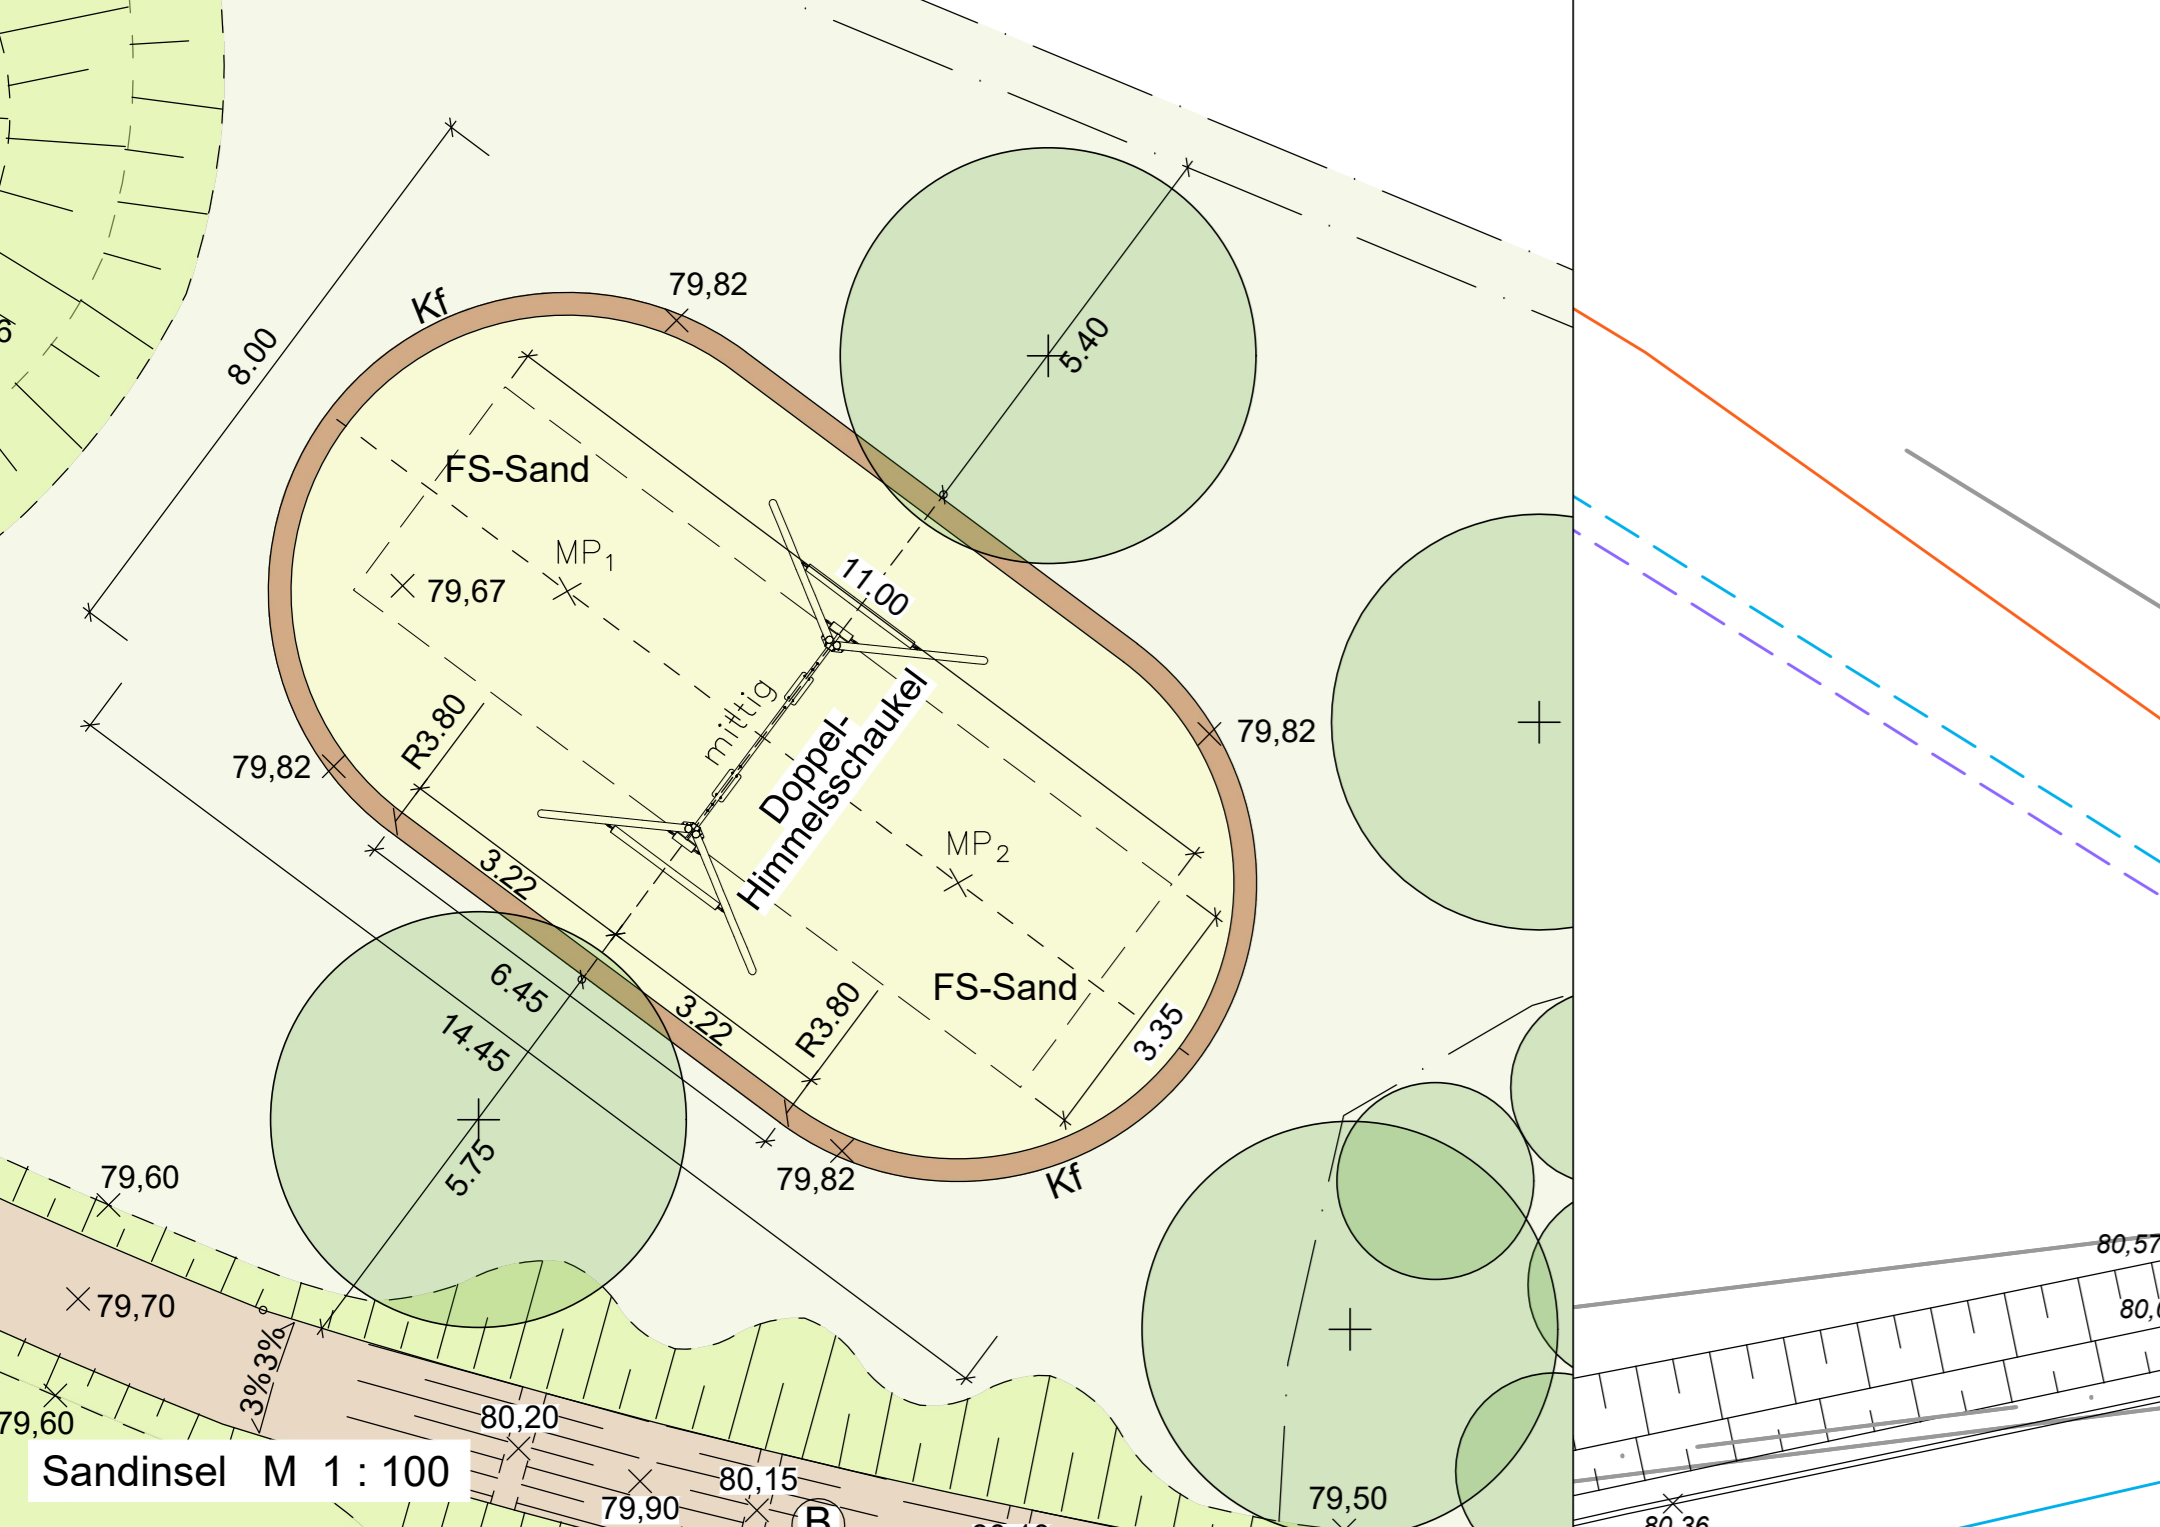 79,82
Kf
8.00
5.40
FS-Sand
MP1
79,67
11.00
mittig
Doppel-
Himmelsschaukel
R3.80
79,82
79,82
3.22
MP2
6.45
3.22
R3.80
FS-Sand
14.45
3.35
5.75
79,82
Kf
79,60
79,70
3%
3%
79,60
80,20
80,15
79,90
B
79,50
80,57
80,36
Sandinsel M 1 : 100